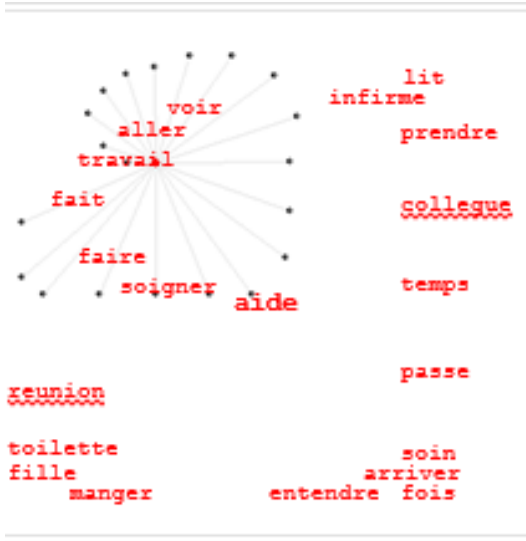 lit
infirme
voir
aller
prendre
travail
fait
collegue
faire
soigner
temps
aide
passe
reunion
toilette
soin
fille
arriver
manger
entendre
fois